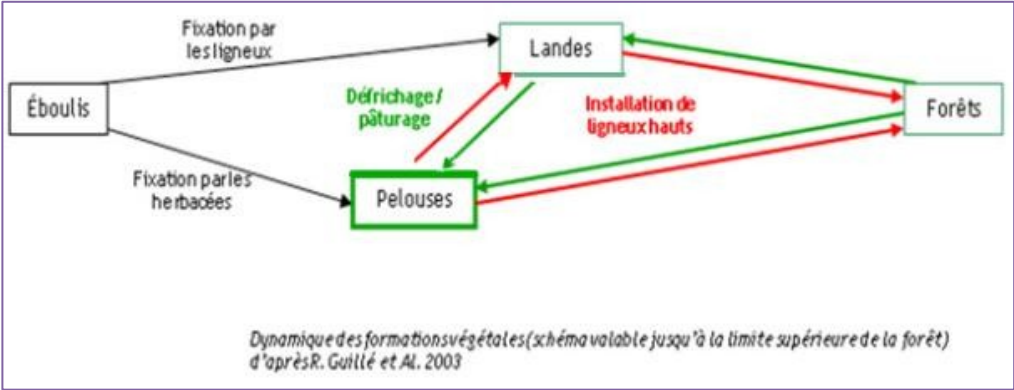 Fixation par
les ligneux
Landes
Défrichage /
pâturage
Installation de
ligneux hauts
Éboulis
Forêts
Fixation par les
herbacées
Pelouses
Dynamique des formations végétales (schéma valable jusqu'à la limite supérieure de la forêt)
d'après R. Guillé et Al. 2003